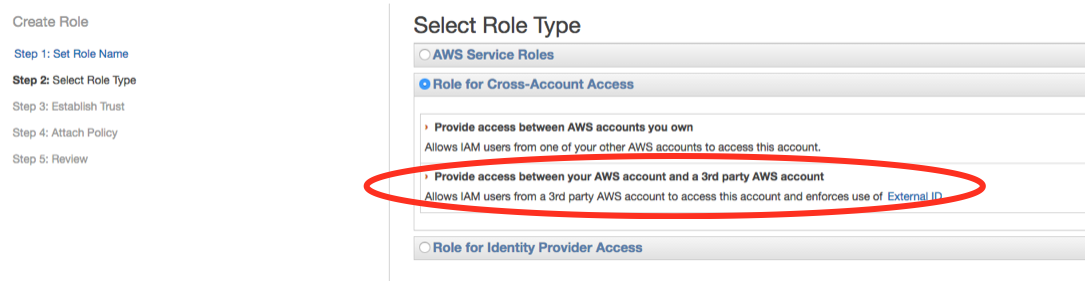 Create Role
Step 1: Set Role Name
Step 2: Select Role Type
Step 3: Establish Trust
Step 4: Attach Policy
Step 5: Review
Select Role Type
AWS Service Roles
Role for Cross-Account Access
Provide access between AWS accounts you own
Allows IAM users from one of your other AWS accounts to access this account.
Provide access between your AWS account and a 3rd party AWS account
Allows IAM users from a 3rd party AWS account to access this account and enforces use of External ID
Role for Identity Provider Access